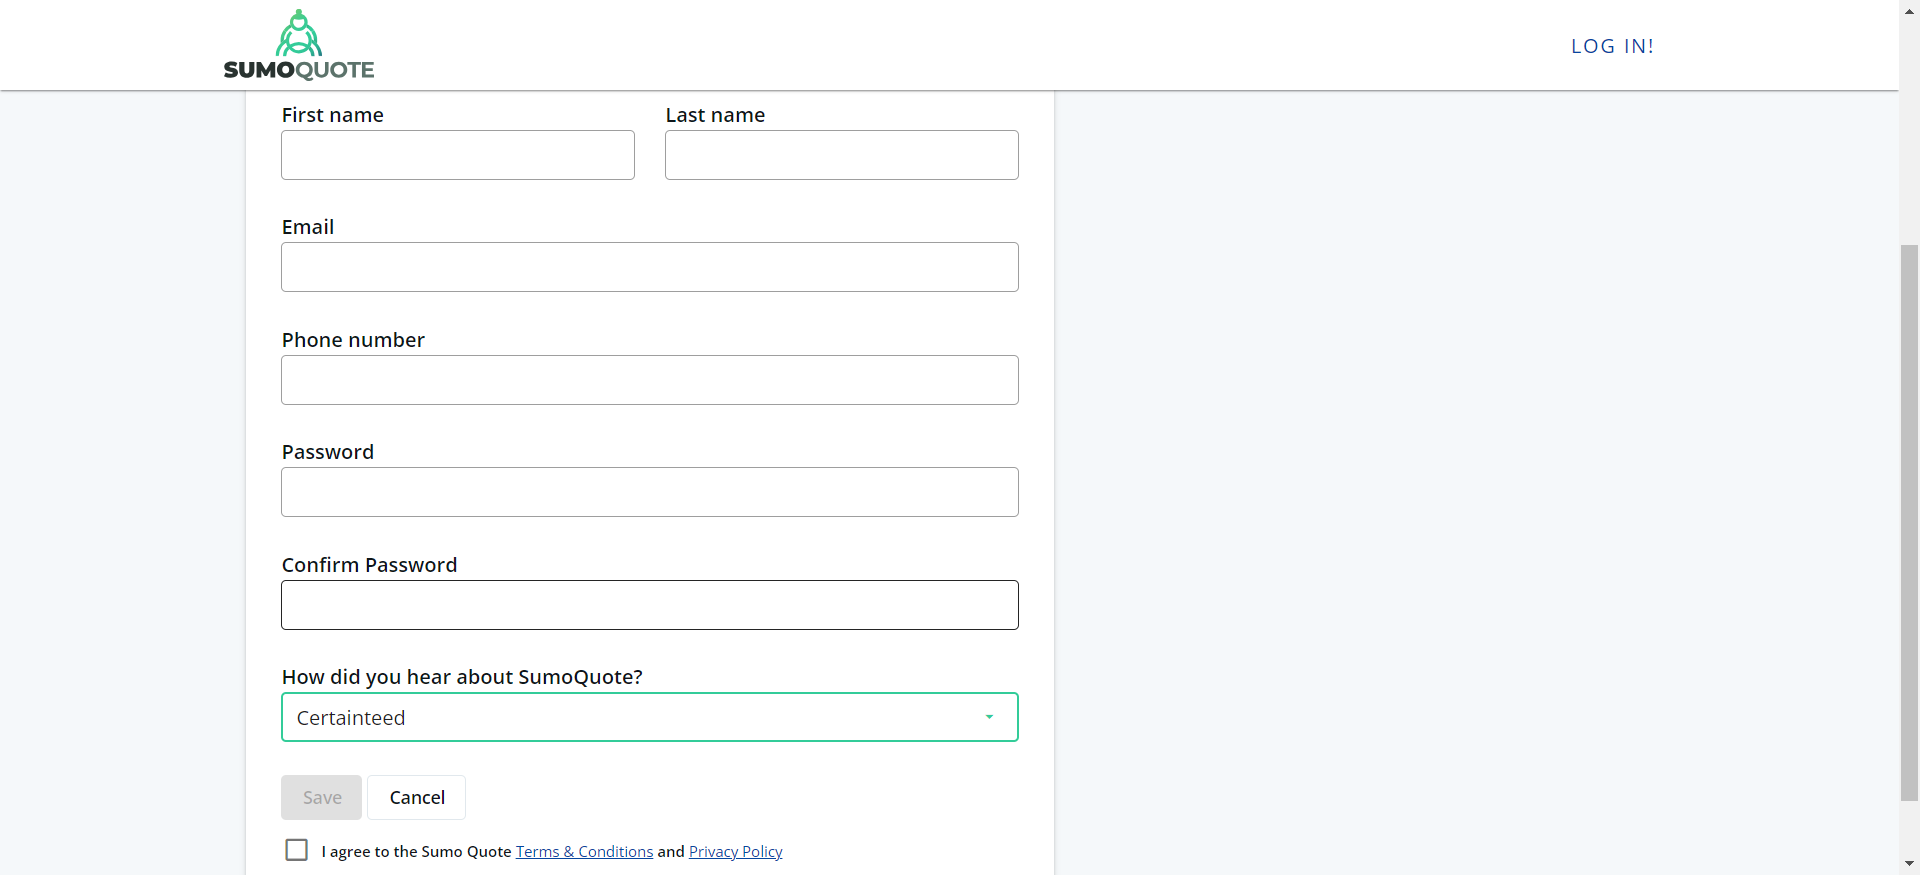 SUMOQUOTE
LOG IN!
First name
Last name
Email
Phone number
Password
Confirm Password
How did you hear about SumoQuote?
Certainteed
Save
Cancel
I agree to the Sumo Quote Terms & Conditions and Privacy Policy